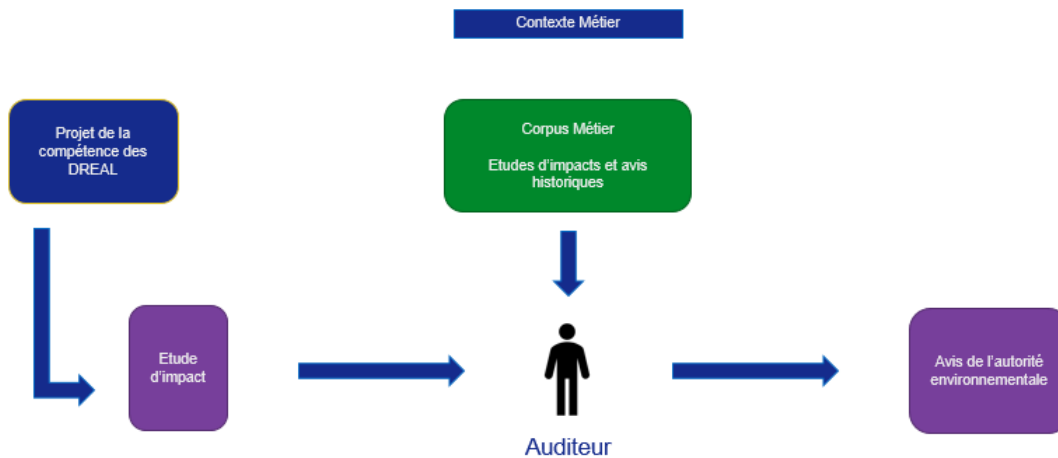 Contexte Métier
Projet de la
compétence des
DREAL
Corpus Métier
Etudes d'impacts et avis
historiques
Etude
d'impact
Auditeur
Avis de l'autorité
environnementale